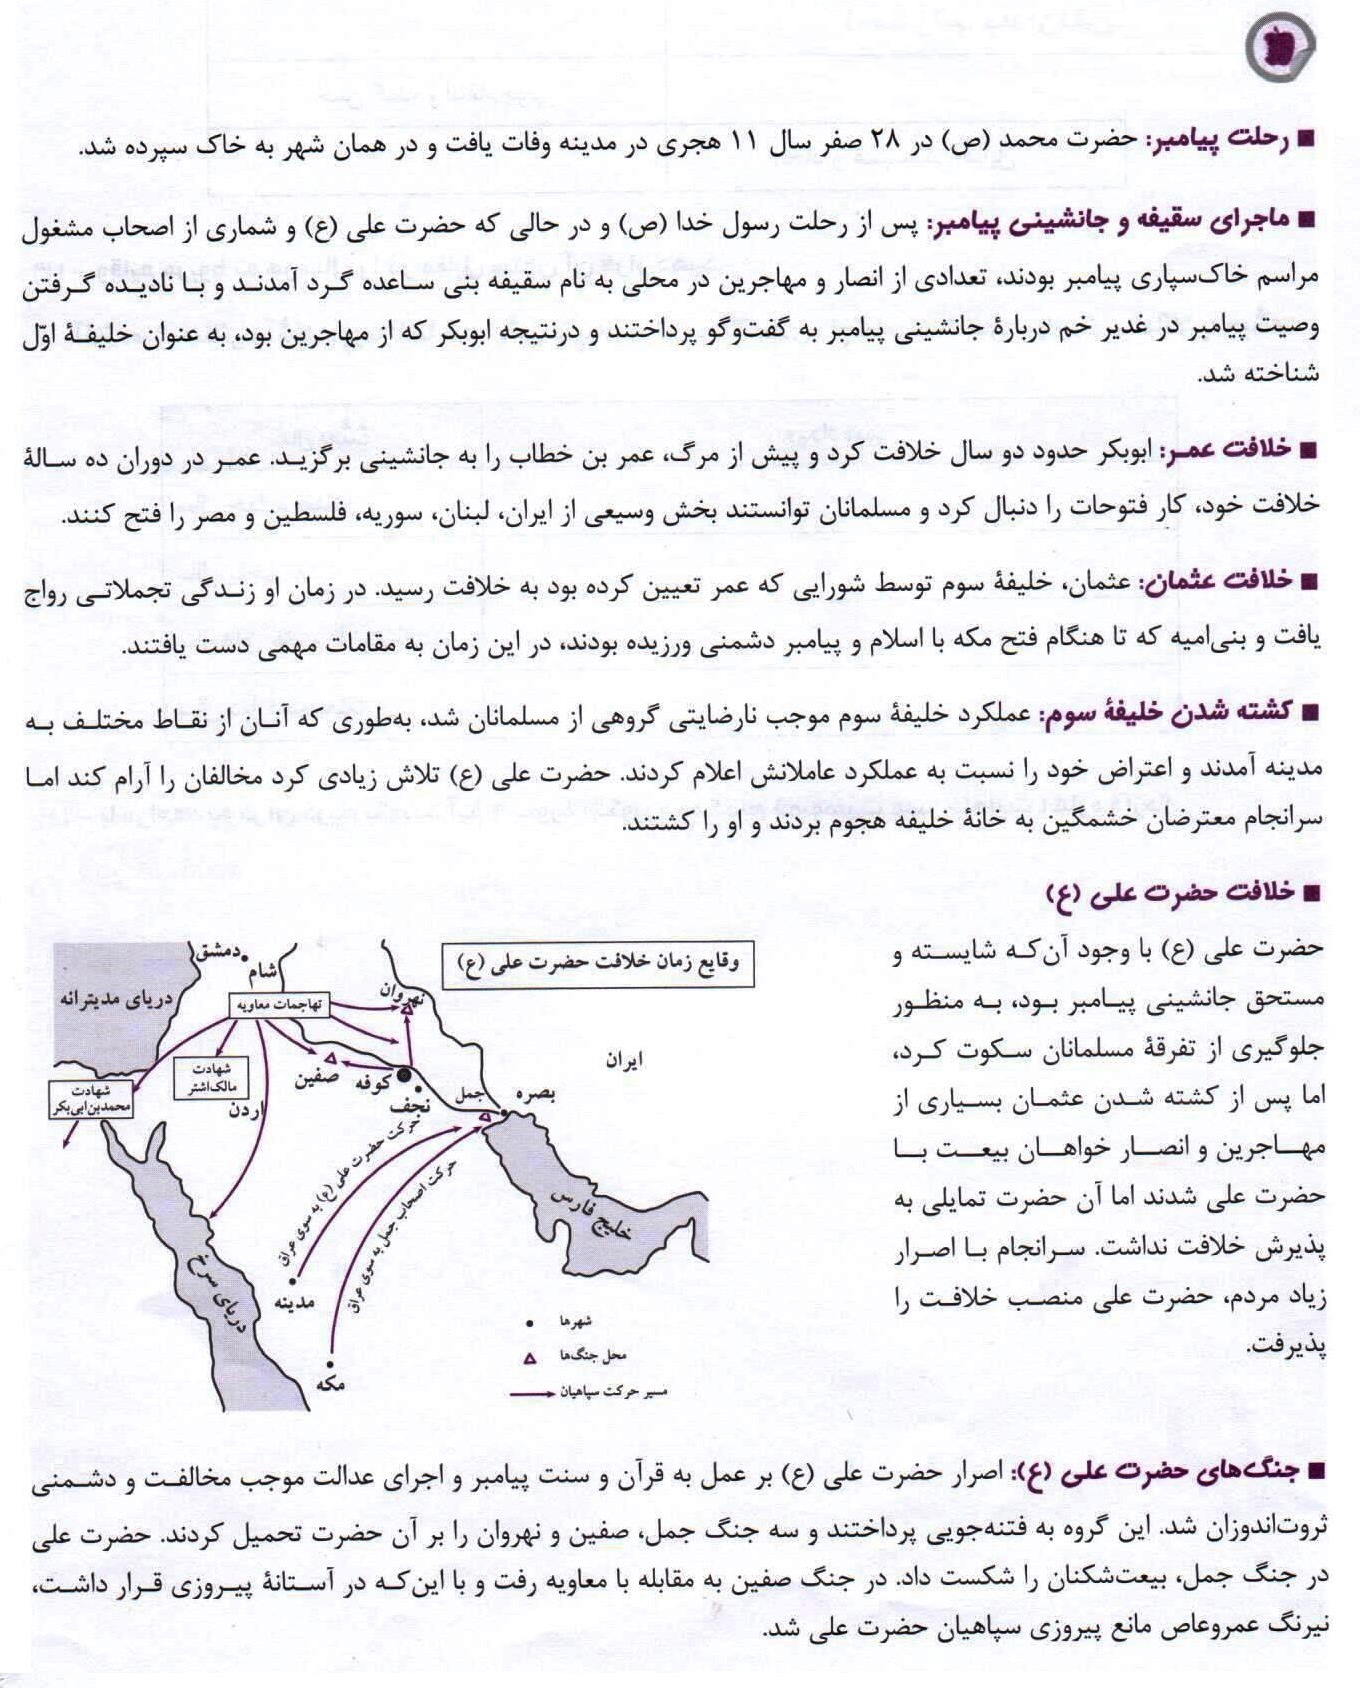 ■ رحلت پیامبر: حضرت محمد (ص) در ۲۸ صفر سال ۱۱ هجری در مدینه وفات یافت و در همان شهر به خاک سپرده شد.
■ ماجرای سقیفه و جانشینی پیامبر: پس از رحلت رسول خدا (ص) و در حالی که حضرت علی (ع) و شماری از اصحاب مشغول
مراسم خاک‌سپاری پیامبر بودند، تعدادی از انصار و مهاجرین در محلی به نام سقیفه بنی ساعده گرد آمدند و با نادیده گرفتن
وصیت پیامبر در غدیر خم دربارهٔ جانشینی پیامبر به گفت‌وگو پرداختند و درنتیجه ابوبکر که از مهاجرین بود، به عنوان خلیفهٔ اوّل
شناخته شد.
■ خلافت عمر: ابوبکر حدود دو سال خلافت کرد و پیش از مرگ، عمر بن خطاب را به جانشینی برگزید. عمر در دوران ده سالهٔ
خلافت خود، کار فتوحات را دنبال کرد و مسلمانان توانستند بخش وسیعی از ایران، لبنان، سوریه، فلسطین و مصر را فتح کنند.
■ خلافت عثمان: عثمان، خلیفهٔ سوم توسط شورایی که عمر تعیین کرده بود به خلافت رسید. در زمان او زندگی تجملاتی رواج
یافت و بنی‌امیه که تا هنگام فتح مکه با اسلام و پیامبر دشمنی ورزیده بودند، در این زمان به مقامات مهمی دست یافتند.
■ کشته شدن خلیفهٔ سوم: عملکرد خلیفهٔ سوم موجب نارضایتی گروهی از مسلمانان شد، به‌طوری که آنان از نقاط مختلف به
مدینه آمدند و اعتراض خود را نسبت به عملکرد عاملانش اعلام کردند. حضرت علی (ع) تلاش زیادی کرد مخالفان را آرام کند اما
سرانجام معترضان خشمگین به خانهٔ خلیفه هجوم بردند و او را کشتند.
■ خلافت حضرت علی (ع)
حضرت علی (ع) با وجود آن‌که شایسته و
مستحق جانشینی پیامبر بود، به منظور
جلوگیری از تفرقهٔ مسلمانان سکوت کرد،
اما پس از کشته شدن عثمان بسیاری از
مهاجرین و انصار خواهان بیعت با
حضرت علی شدند اما آن حضرت تمایلی به
پذیرش خلافت نداشت. سرانجام با اصرار
زیاد مردم، حضرت علی منصب خلافت را
پذیرفت.
وقایع زمان خلافت حضرت علی (ع)
دمشق
شام
دریای مدیترانه
تهاجمات معاویه
نهروان
ایران
شهادت
مالک‌اشتر
صفین
کوفه
نجف
جمل
بصره
شهادت
محمدبن‌ابی‌بکر
اردن
حرکت حضرت علی (ع) به سوی عراق
حرکت اصحاب جمل به سوی عراق
خلیج فارس
دریای سرخ
مدینه
مکه
شهرها
محل جنگ‌ها
مسیر حرکت سپاهیان
■ جنگ‌های حضرت علی (ع): اصرار حضرت علی (ع) بر عمل به قرآن و سنت پیامبر و اجرای عدالت موجب مخالفت و دشمنی
ثروت‌اندوزان شد. این گروه به فتنه‌جویی پرداختند و سه جنگ جمل، صفین و نهروان را بر آن حضرت تحمیل کردند. حضرت علی
در جنگ جمل، بیعت‌شکنان را شکست داد. در جنگ صفین به مقابله با معاویه رفت و با این‌که در آستانهٔ پیروزی قرار داشت،
نیرنگ عمروعاص مانع پیروزی سپاهیان حضرت علی شد.